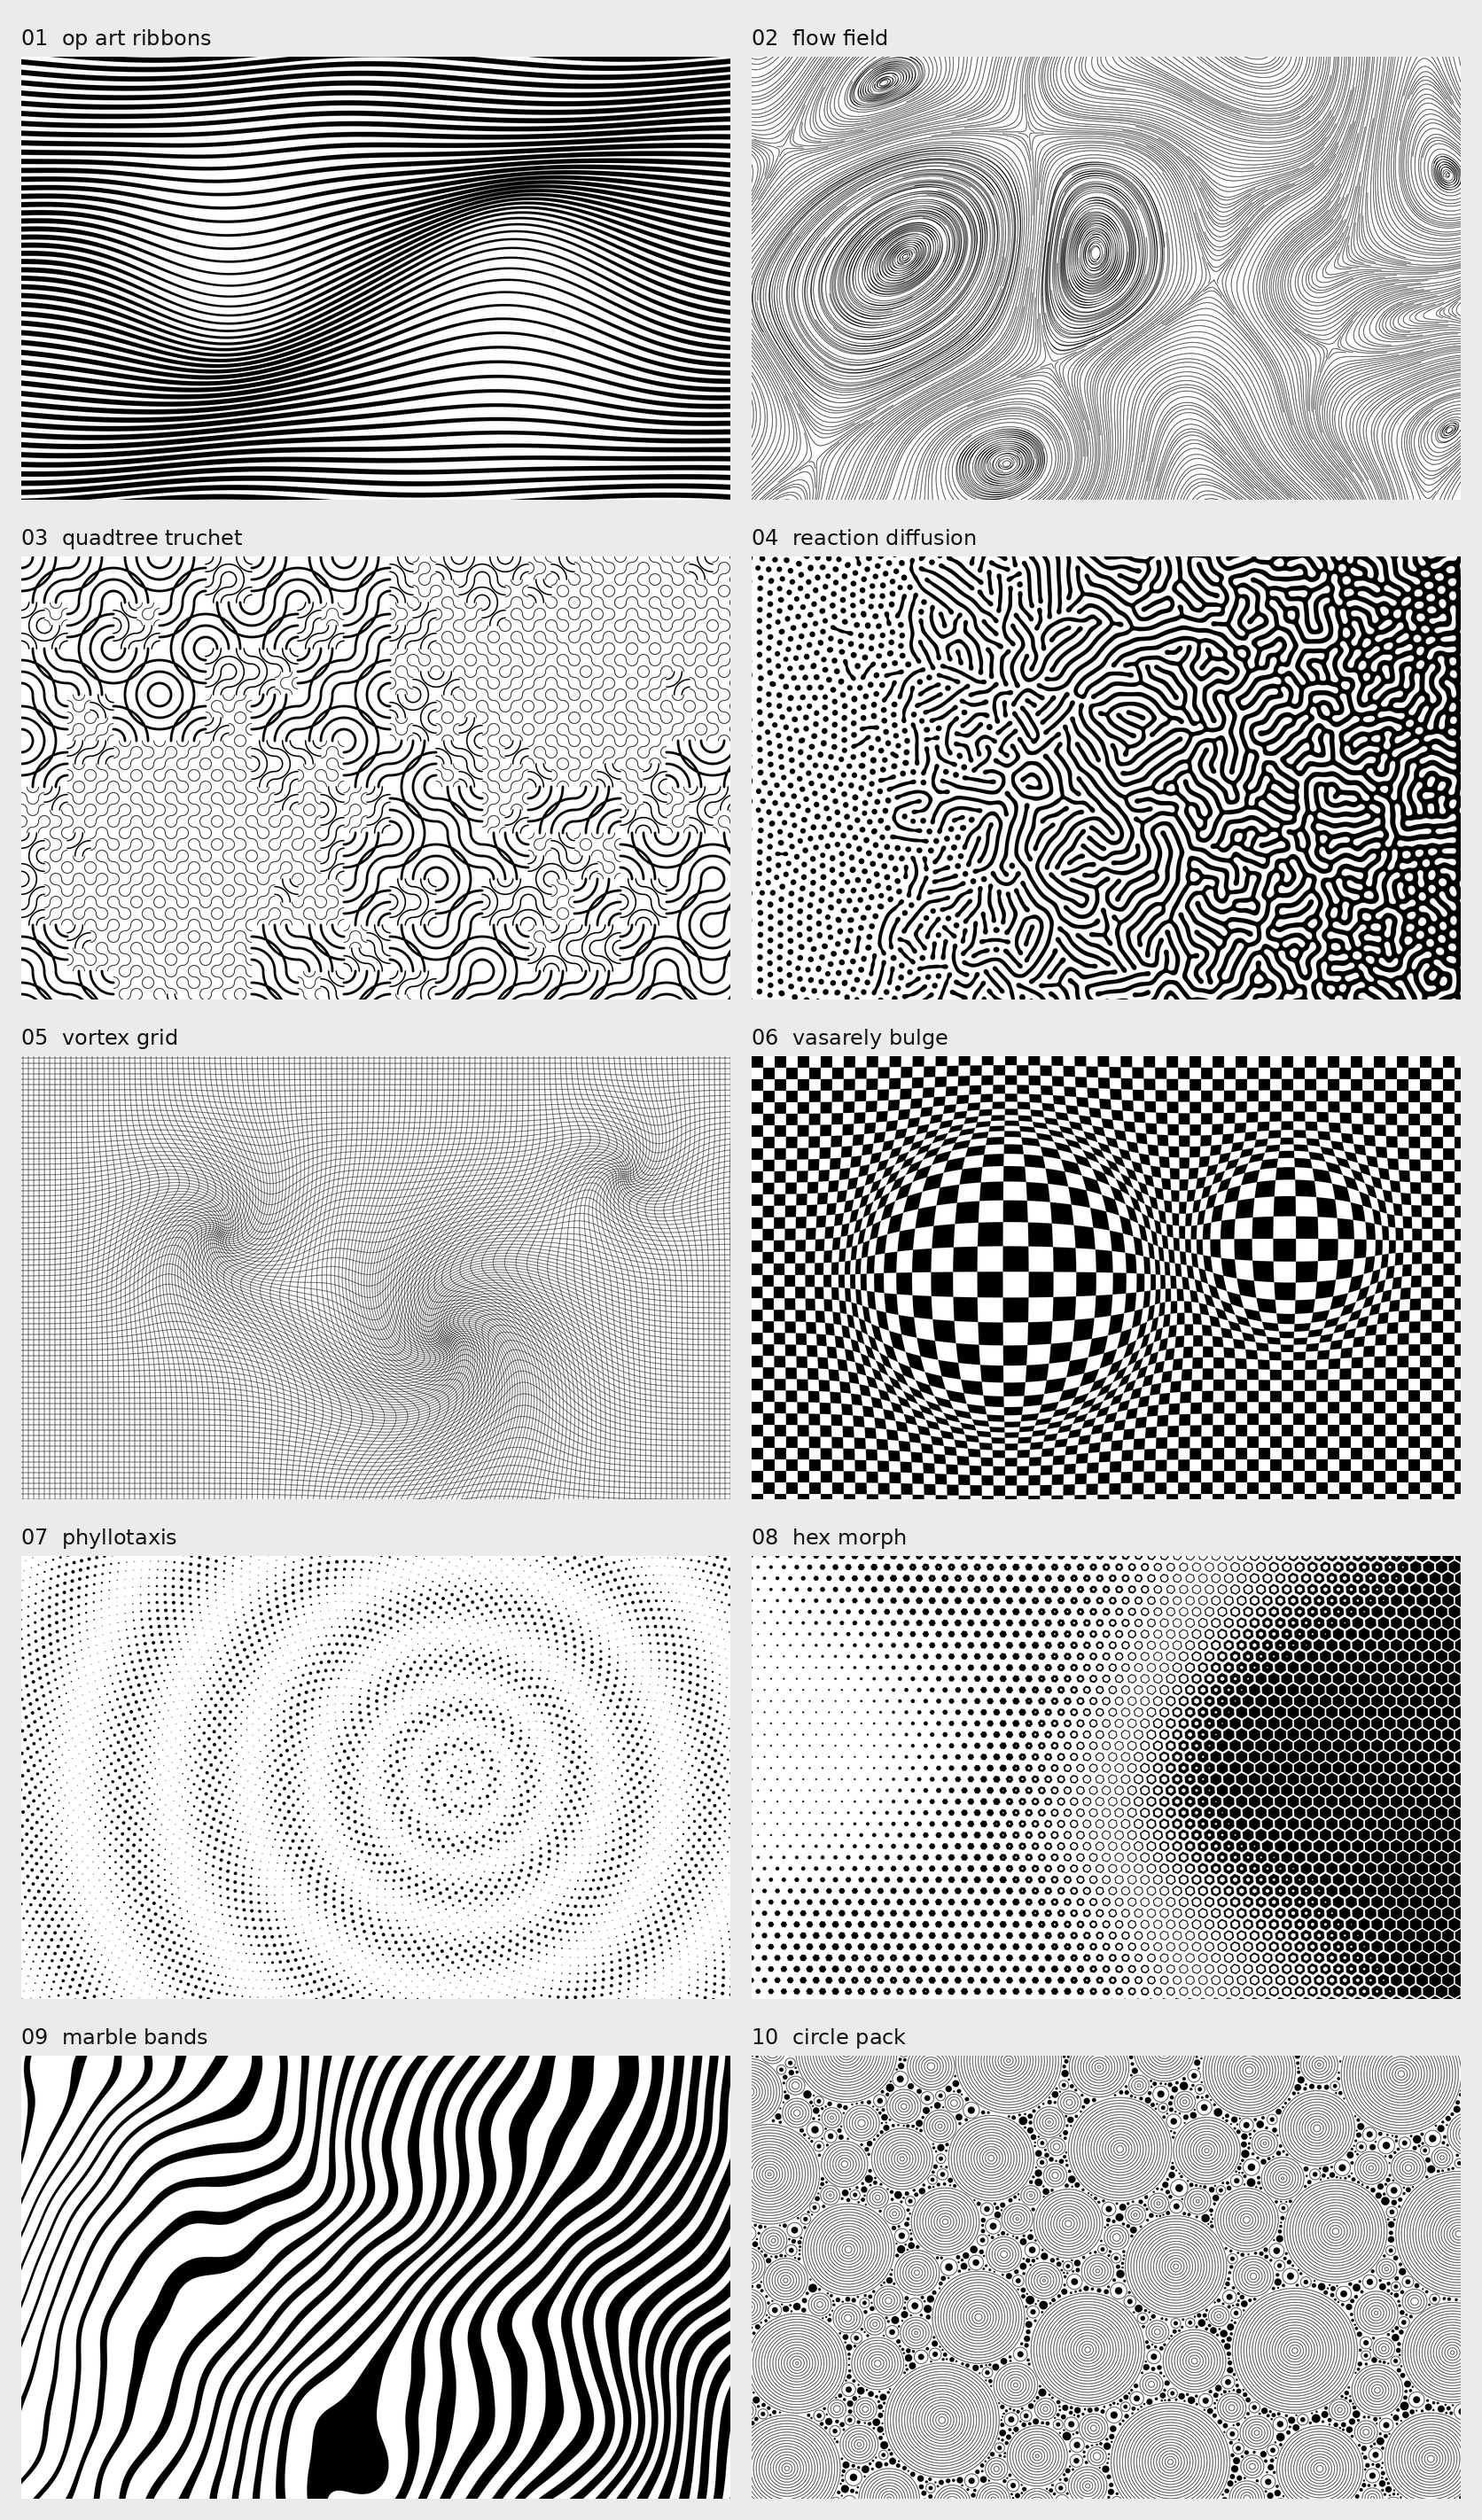 01 op art ribbons
02 flow field
03 quadtree truchet
04 reaction diffusion
05 vortex grid
06 vasarely bulge
07 phyllotaxis
08 hex morph
09 marble bands
10 circle pack